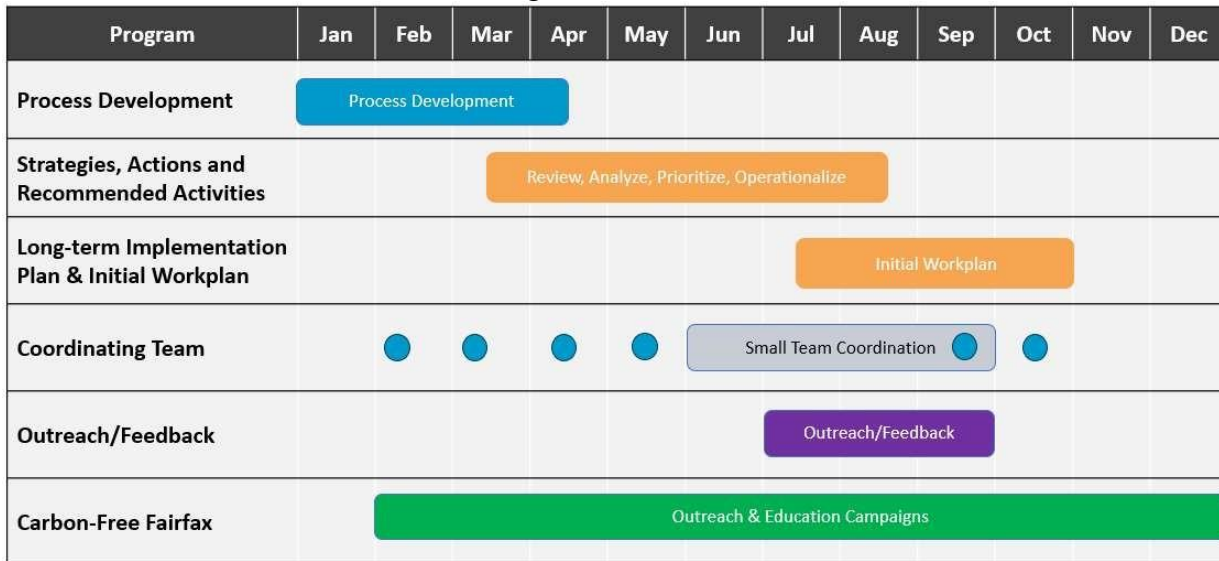 Program Jan Feb Mar Apr May Jun Jul Aug Sep Oct Nov Dec
Process Development
Process Development
Strategies, Actions and
Recommended Activities
Review, Analyze, Prioritize, Operationalize
Long-term Implementation
Plan & Initial Workplan
Initial Workplan
Coordinating Team
Small Team Coordination
Outreach/Feedback
Outreach/Feedback
Carbon-Free Fairfax
Outreach & Education Campaigns